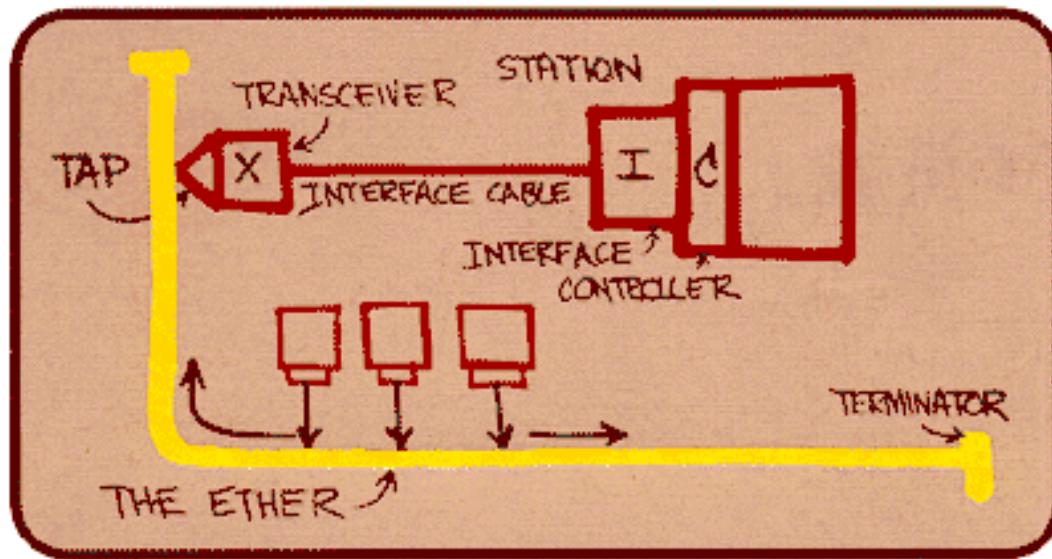 STATION
TRANSCEIVER
TAP
X
I
C
INTERFACE CABLE
INTERFACE
CONTROLLER
TERMINATOR
THE ETHER